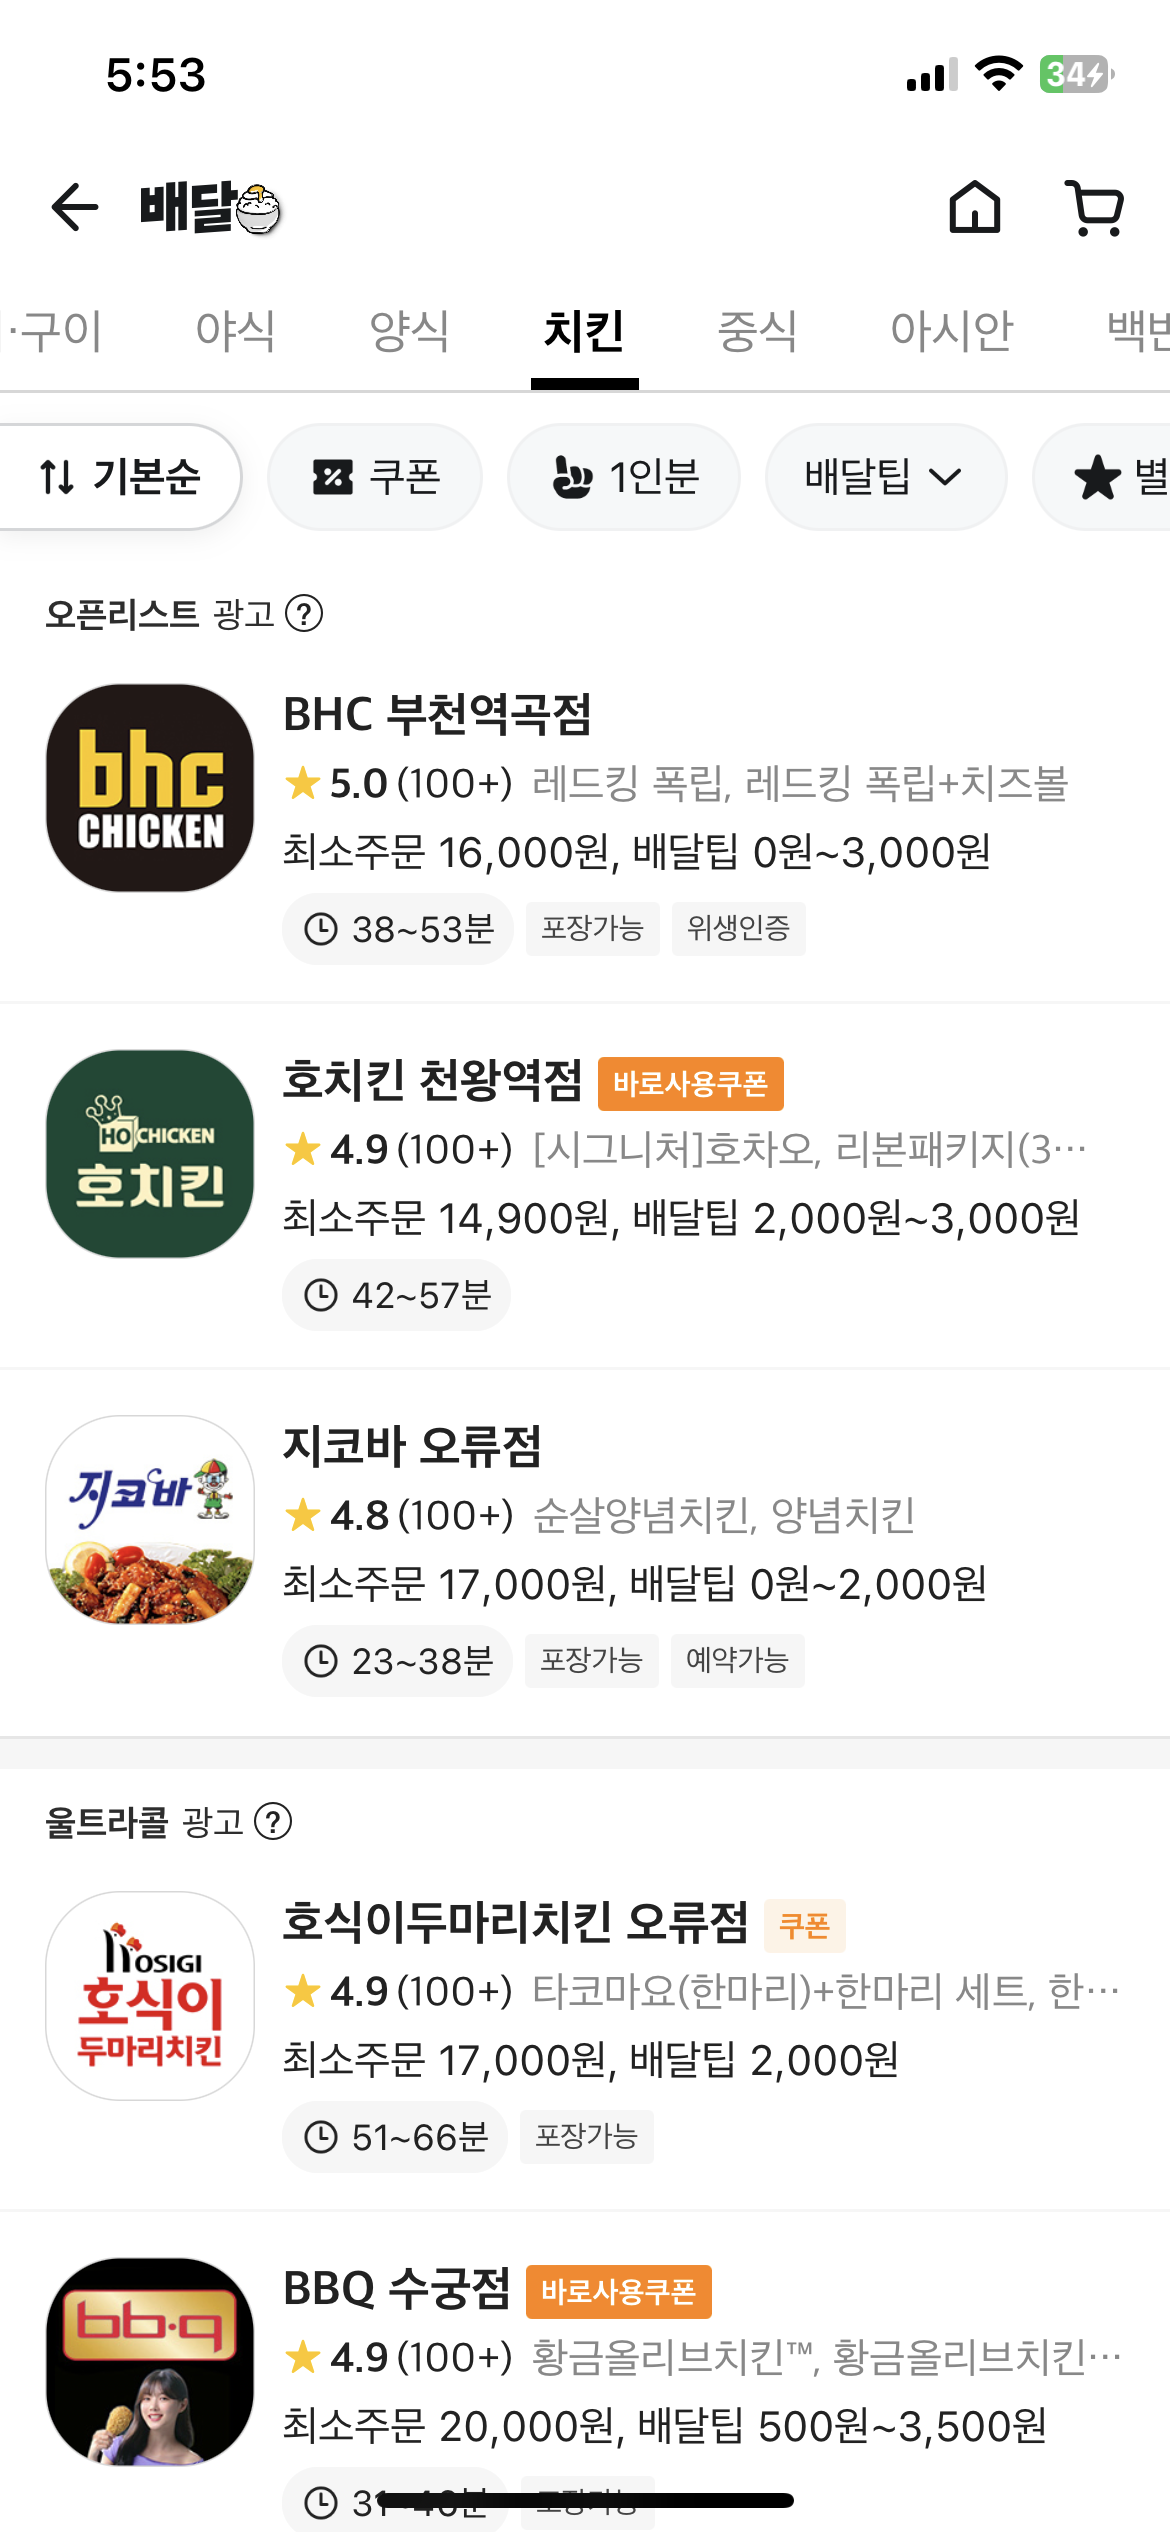 5:53
34
배달
·구이 야식 양식 치킨 중식 아시안
기본순 쿠폰 1인분 배달팁 별
오픈리스트 광고 ?
bhc
CHICKEN
BHC 부천역곡점
5.0 (100+) 레드킹 폭립, 레드킹 폭립+치즈볼
최소주문 16,000원, 배달팁 0원~3,000원
38~53분 포장가능 위생인증
HO CHICKEN
호치킨
호치킨 천왕역점 바로사용쿠폰
4.9 (100+) [시그니처]호차오, 리본패키지(3…
최소주문 14,900원, 배달팁 2,000원~3,000원
42~57분
지코바
지코바 오류점
4.8 (100+) 순살양념치킨, 양념치킨
최소주문 17,000원, 배달팁 0원~2,000원
23~38분 포장가능 예약가능
울트라콜 광고 ?
HOSIGI
호식이
두마리치킨
호식이두마리치킨 오류점 쿠폰
4.9 (100+) 타코마요(한마리)+한마리 세트, 한…
최소주문 17,000원, 배달팁 2,000원
51~66분 포장가능
bb.q
BBQ 수궁점 바로사용쿠폰
4.9 (100+) 황금올리브치킨™, 황금올리브치킨…
최소주문 20,000원, 배달팁 500원~3,500원
포장가능